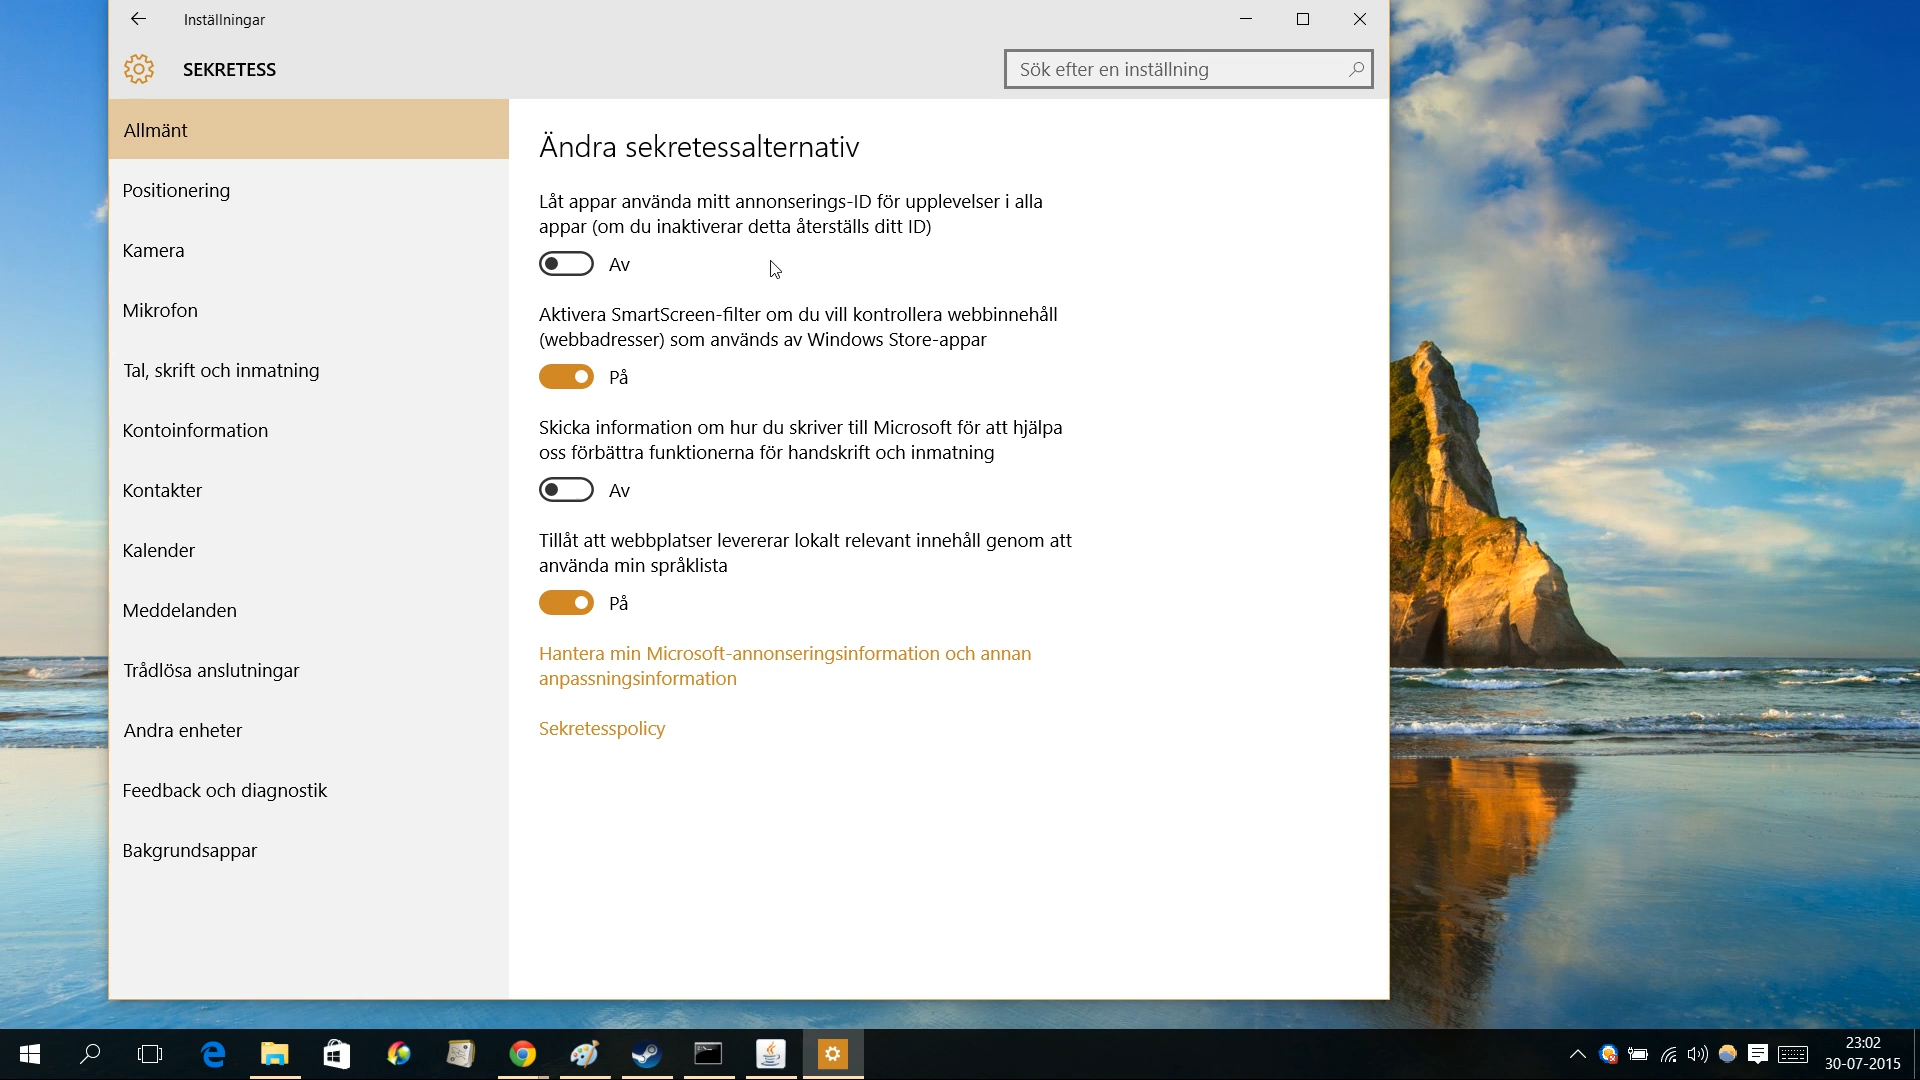 Inställningar
SEKRETESS
Sök efter en inställning
Allmänt
Positionering
Kamera
Mikrofon
Tal, skrift och inmatning
Kontoinformation
Kontakter
Kalender
Meddelanden
Trådlösa anslutningar
Andra enheter
Feedback och diagnostik
Bakgrundsappar
Ändra sekretessalternativ
Låt appar använda mitt annonserings-ID för upplevelser i alla
appar (om du inaktiverar detta återställs ditt ID)
Av
Aktivera SmartScreen-filter om du vill kontrollera webbinnehåll
(webbadresser) som används av Windows Store-appar
På
Skicka information om hur du skriver till Microsoft för att hjälpa
oss förbättra funktionerna för handskrift och inmatning
Av
Tillåt att webbplatser levererar lokalt relevant innehåll genom att
använda min språklista
På
Hantera min Microsoft-annonseringsinformation och annan
anpassningsinformation
Sekretesspolicy
23:02
30-07-2015